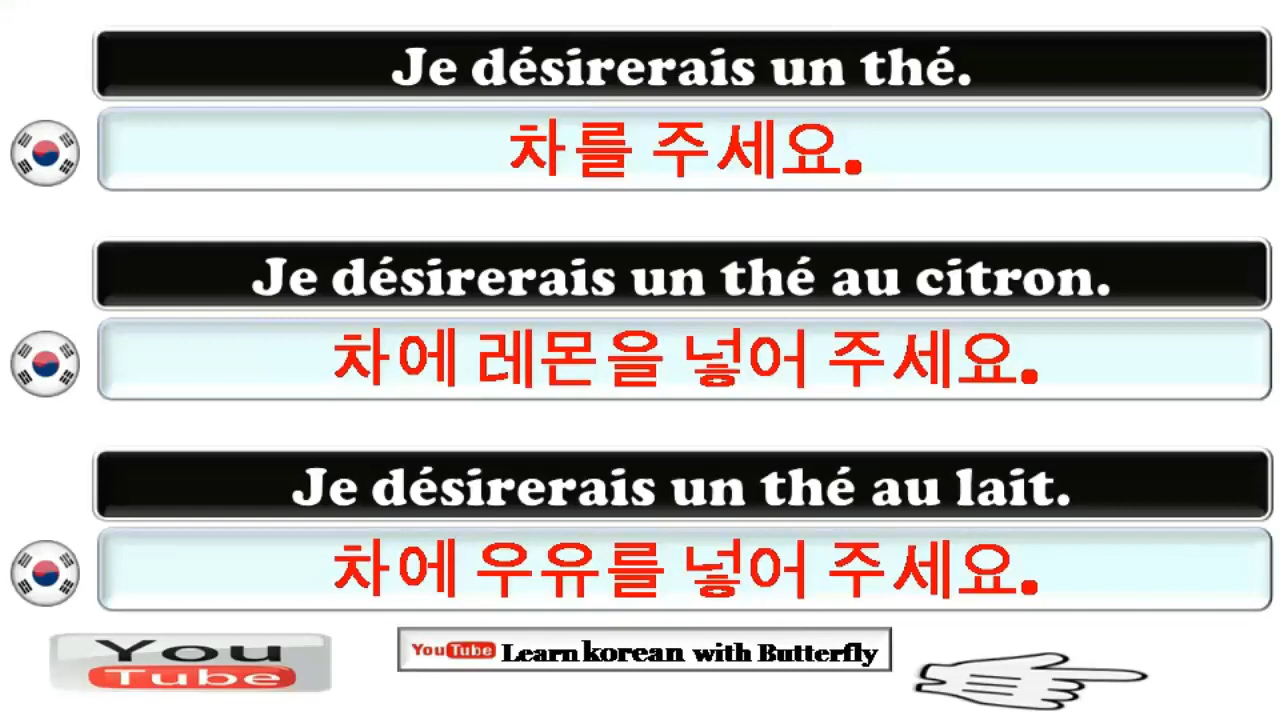 Je désirerais un thé.
차를 주세요.
Je désirerais un thé au citron.
차에 레몬을 넣어 주세요.
Je désirerais un thé au lait.
차에 우유를 넣어 주세요.
You
Tube
YouTube Learn korean with Butterfly